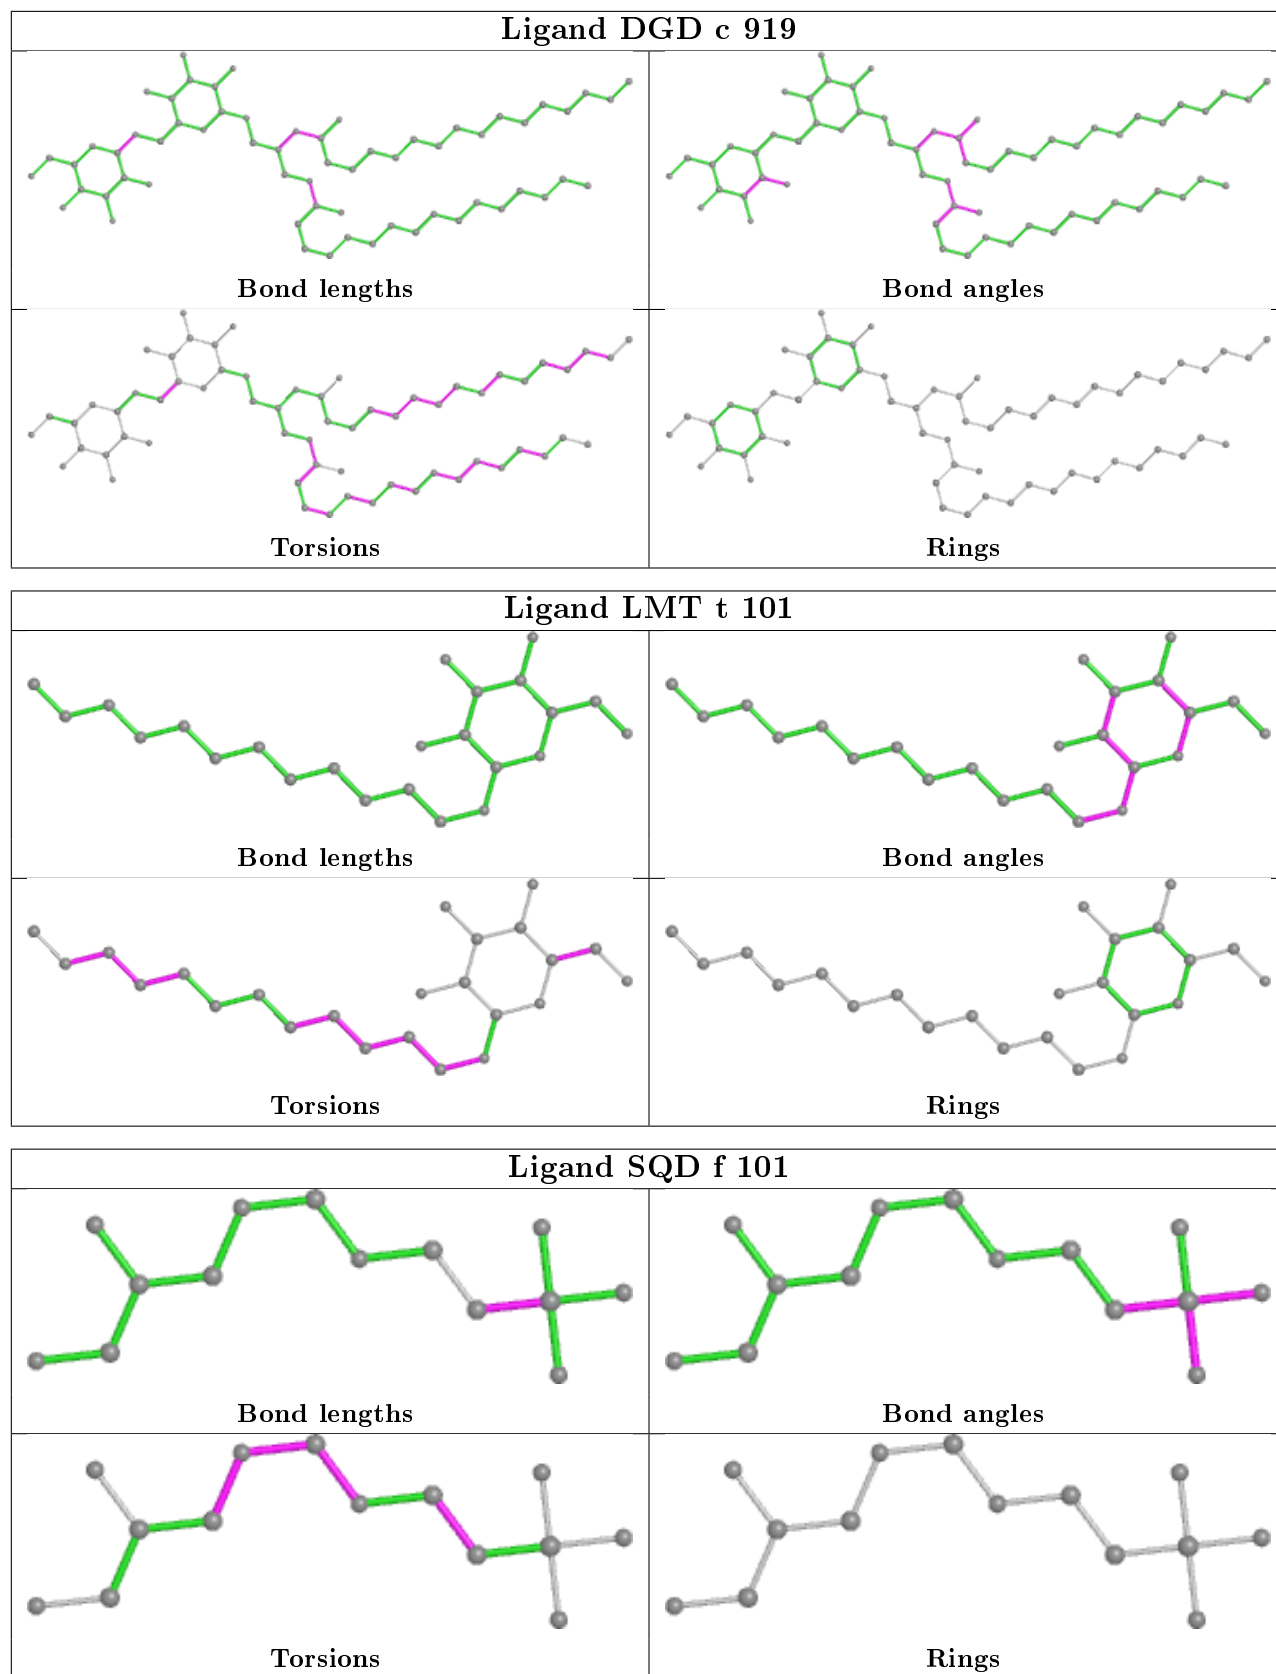 Ligand DGD c 919
Bond lengths
Bond angles
Torsions
Rings
Ligand LMT t 101
Bond lengths
Bond angles
Torsions
Rings
Ligand SQD f 101
Bond lengths
Bond angles
Torsions
Rings